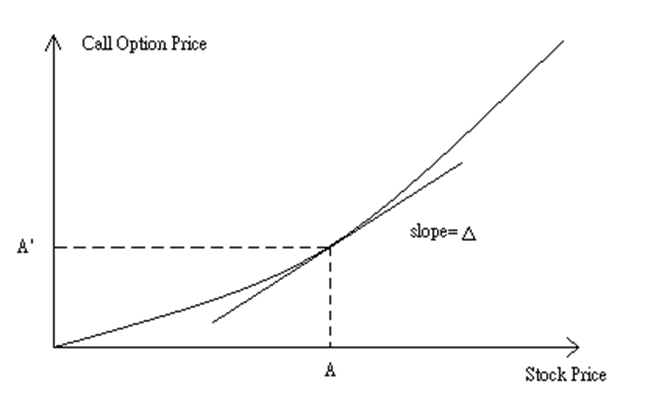 Call Option Price
A'
slope= △
A
Stock Price